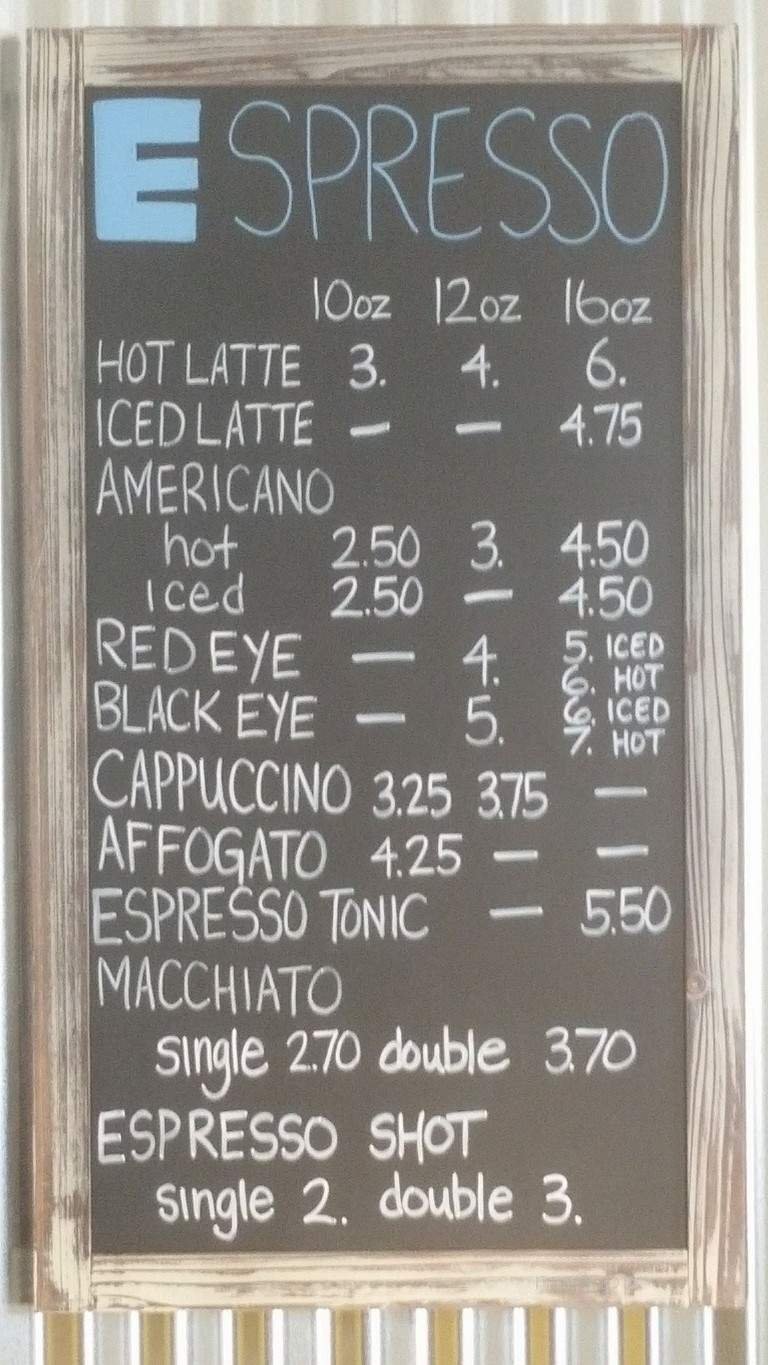 ESPRESSO
10oz 12oz 16oz
HOT LATTE 3. 4. 6.
ICED LATTE — — 4.75
AMERICANO
hot 2.50 3. 4.50
iced 2.50 — 4.50
RED EYE — 4. 5. ICED
6. HOT
BLACK EYE — 5. 6. ICED
7. HOT
CAPPUCCINO 3.25 3.75 —
AFFOGATO 4.25 — —
ESPRESSO TONIC — 5.50
MACCHIATO
single 2.70 double 3.70
ESPRESSO SHOT
single 2. double 3.